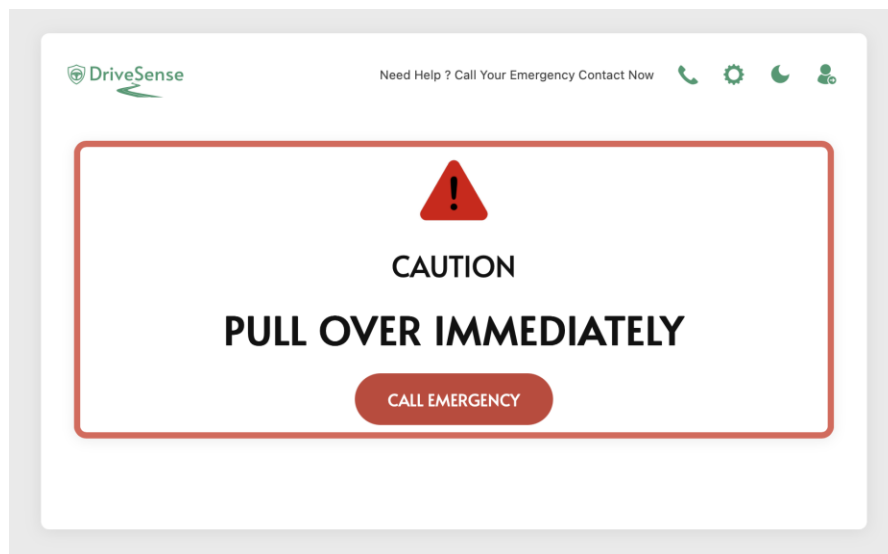 DriveSense
Need Help ? Call Your Emergency Contact Now
CAUTION
PULL OVER IMMEDIATELY
CALL EMERGENCY